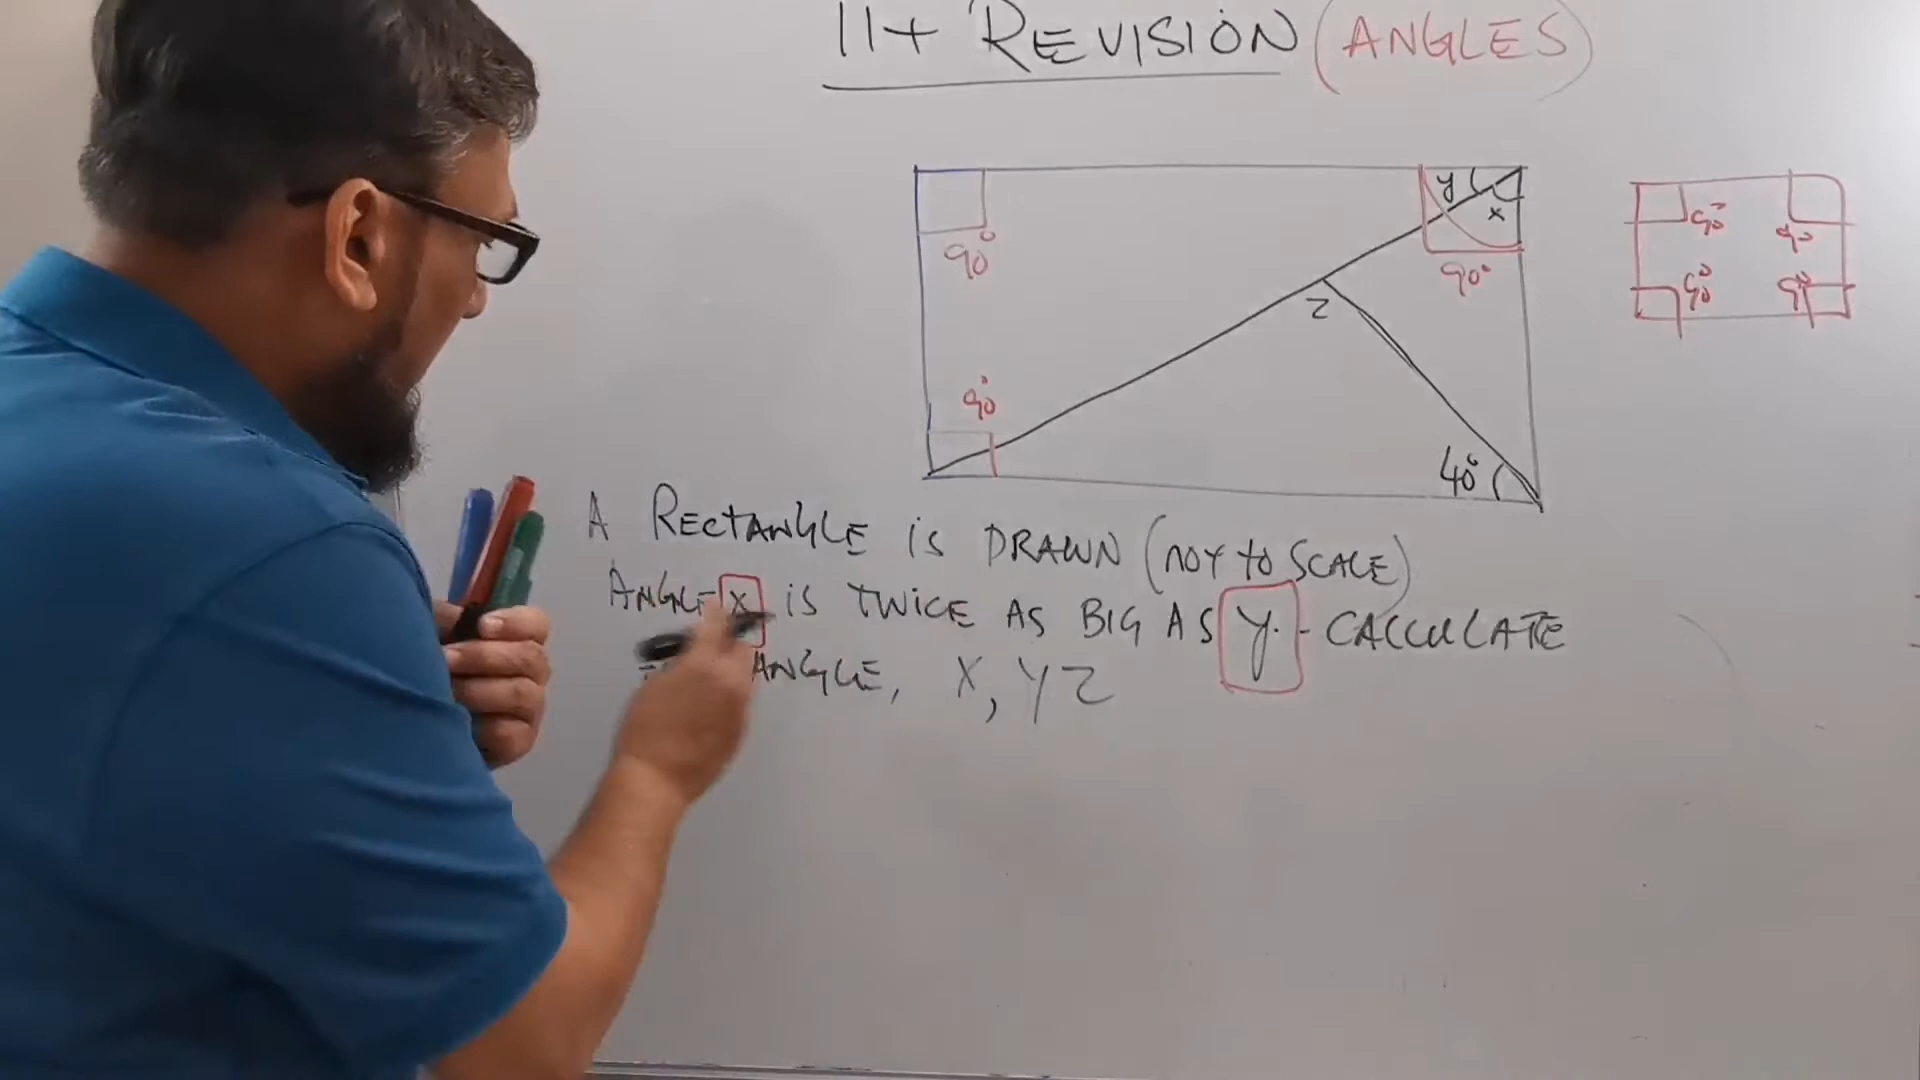 11+ REVISION (ANGLES)
y
x
90°
90°
z
90°
40°
90°
90°
90°
90°
A RECTANGLE is DRAWN (NOT to SCALE)
ANGLE x is TWICE AS BIG AS y. - CALCULATE
ANGLE, X, Y Z